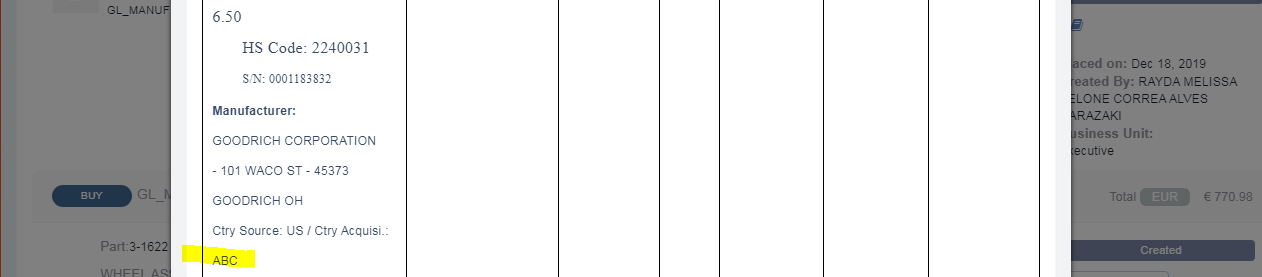 GL_MANUF
6.50
HS Code: 2240031
S/N: 0001183832
Manufacturer:
GOODRICH CORPORATION
- 101 WACO ST - 45373
GOODRICH OH
Ctry Source: US / Ctry Acquisi.:
ABC
BUY
GL_M
Part:3-1622
WHEEL ASS
aced on: Dec 18, 2019
reated By: RAYDA MELISSA
ELONE CORREA ALVES
ARAZAKI
usiness Unit:
xecutive
Total EUR € 770.98
Created